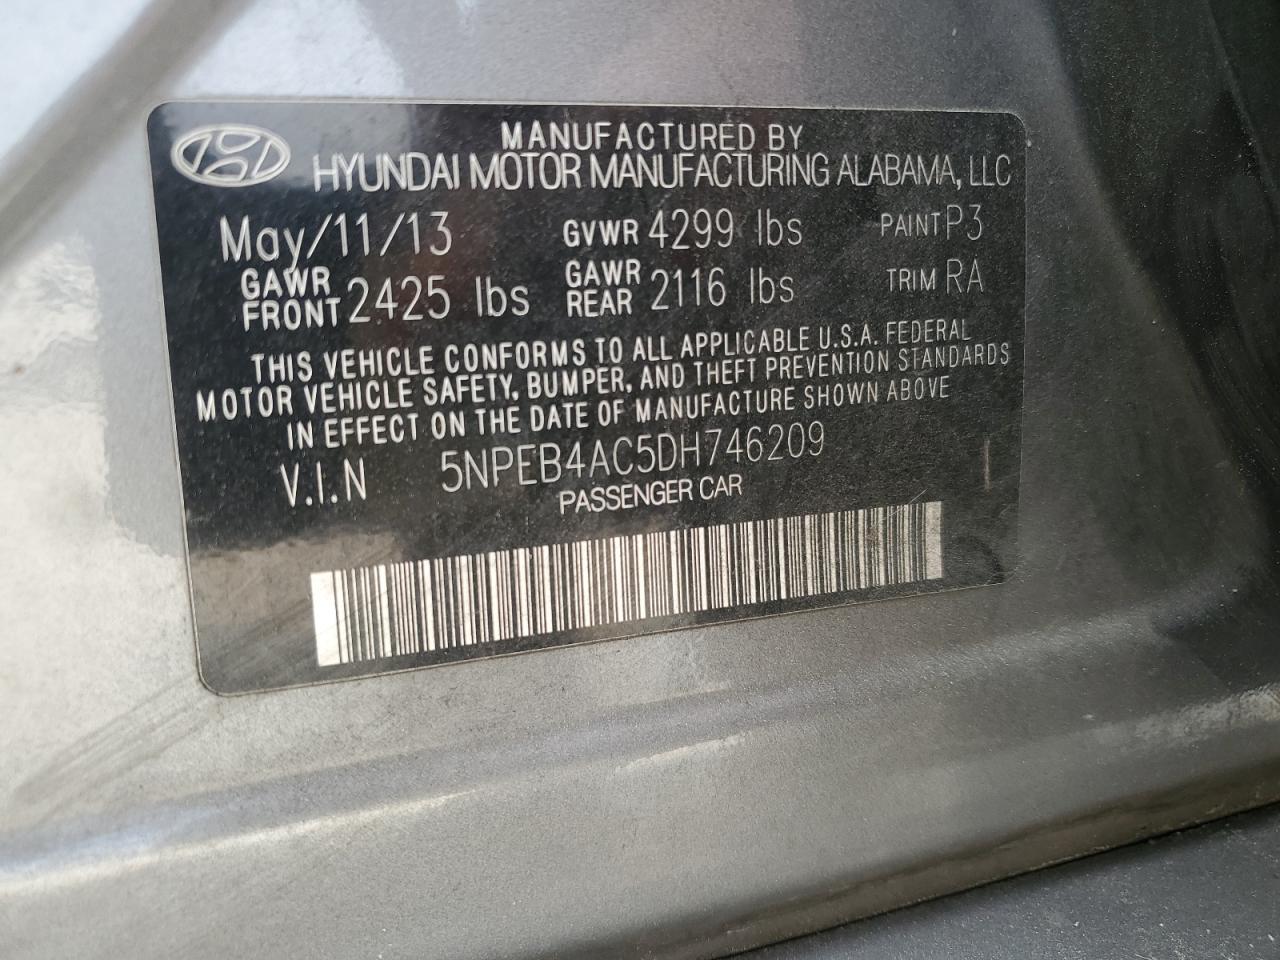 MANUFACTURED BY
HYUNDAI MOTOR MANUFACTURING ALABAMA, LLC
May/11/13 GVWR 4299 lbs PAINT P3
GAWR FRONT 2425 lbs GAWR REAR 2116 lbs TRIM RA
THIS VEHICLE CONFORMS TO ALL APPLICABLE U.S.A. FEDERAL
MOTOR VEHICLE SAFETY, BUMPER, AND THEFT PREVENTION STANDARDS
IN EFFECT ON THE DATE OF MANUFACTURE SHOWN ABOVE
V.I.N 5NPEB4AC5DH746209
PASSENGER CAR